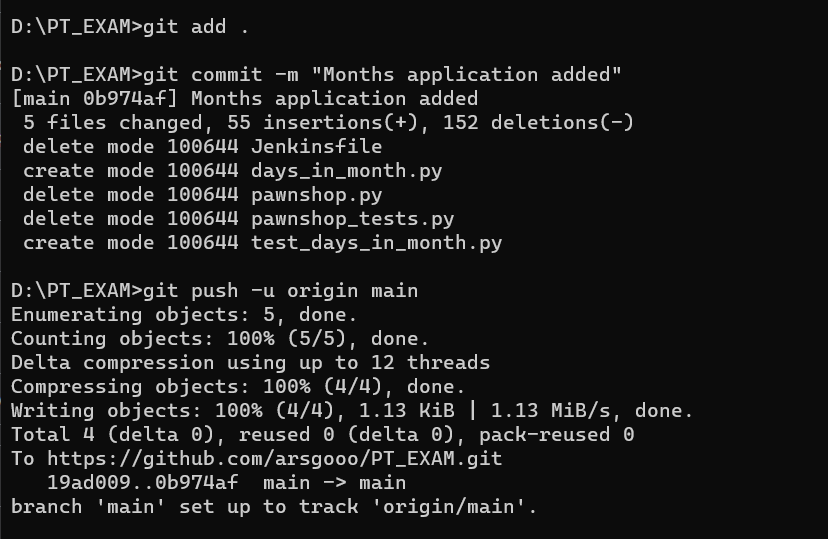 D:\PT_EXAM>git add .
D:\PT_EXAM>git commit -m "Months application added"
[main 0b974af] Months application added
 5 files changed, 55 insertions(+), 152 deletions(-)
 delete mode 100644 Jenkinsfile
 create mode 100644 days_in_month.py
 delete mode 100644 pawnshop.py
 delete mode 100644 pawnshop_tests.py
 create mode 100644 test_days_in_month.py
D:\PT_EXAM>git push -u origin main
Enumerating objects: 5, done.
Counting objects: 100% (5/5), done.
Delta compression using up to 12 threads
Compressing objects: 100% (4/4), done.
Writing objects: 100% (4/4), 1.13 KiB | 1.13 MiB/s, done.
Total 4 (delta 0), reused 0 (delta 0), pack-reused 0
To https://github.com/arsgooo/PT_EXAM.git
   19ad009..0b974af  main -> main
branch 'main' set up to track 'origin/main'.